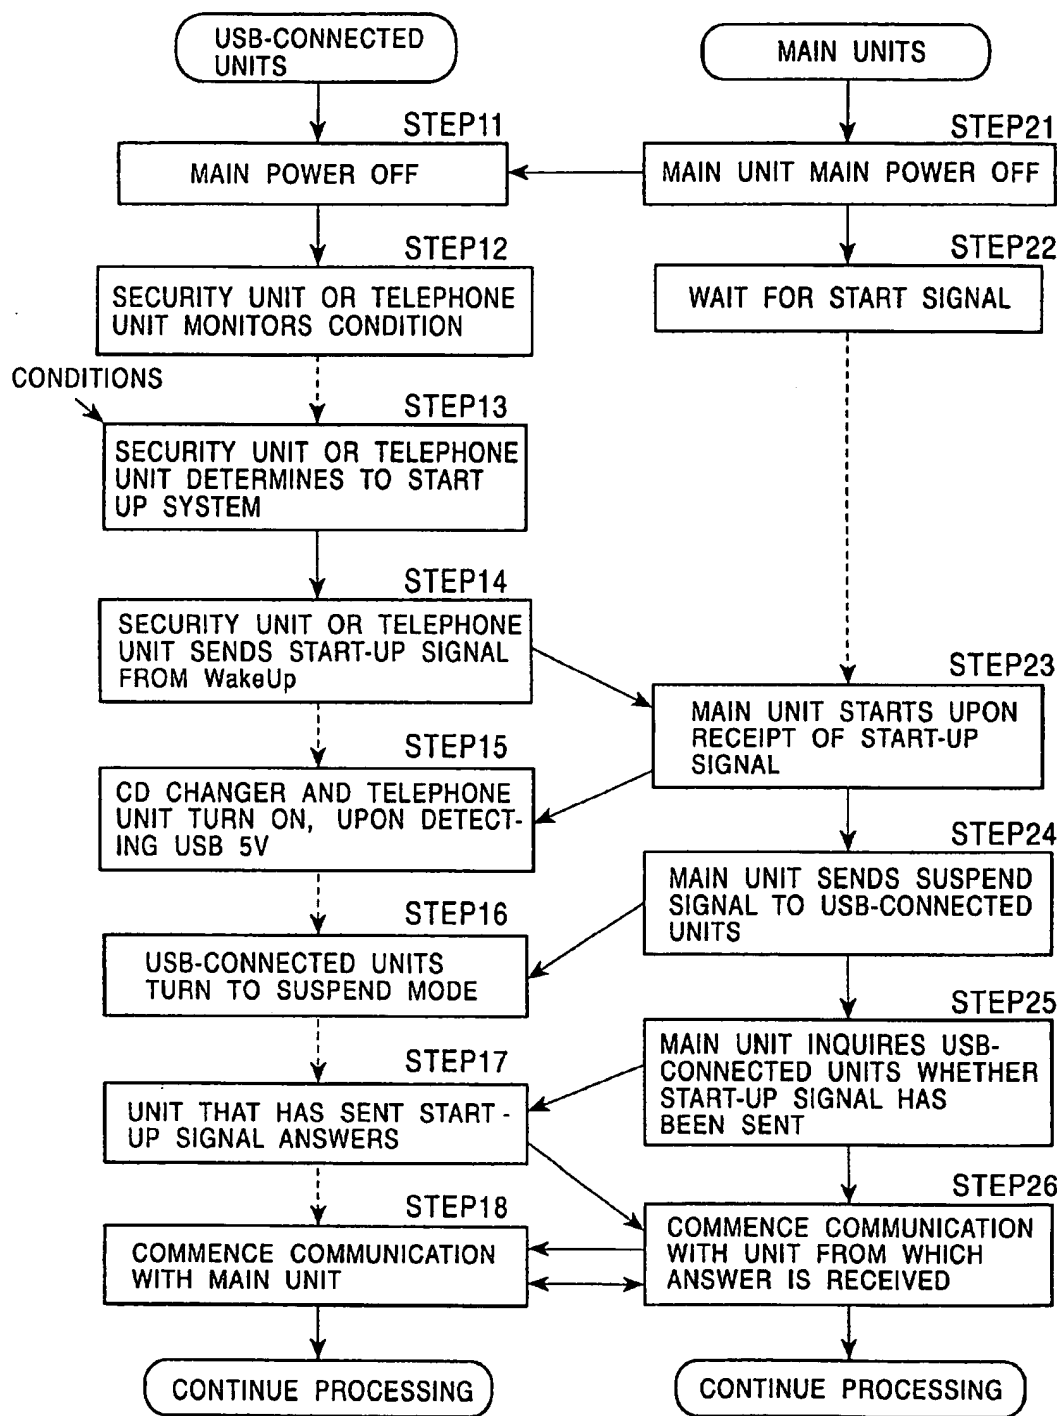 USB-CONNECTED
UNITS
MAIN UNITS
STEP11
MAIN POWER OFF
STEP21
MAIN UNIT MAIN POWER OFF
STEP12
SECURITY UNIT OR TELEPHONE
UNIT MONITORS CONDITION
STEP22
WAIT FOR START SIGNAL
CONDITIONS
STEP13
SECURITY UNIT OR TELEPHONE
UNIT DETERMINES TO START
UP SYSTEM
STEP14
SECURITY UNIT OR TELEPHONE
UNIT SENDS START-UP SIGNAL
FROM WakeUp
STEP23
MAIN UNIT STARTS UPON
RECEIPT OF START-UP
SIGNAL
STEP15
CD CHANGER AND TELEPHONE
UNIT TURN ON, UPON DETECT-
ING USB 5V
STEP24
MAIN UNIT SENDS SUSPEND
SIGNAL TO USB-CONNECTED
UNITS
STEP16
USB-CONNECTED UNITS
TURN TO SUSPEND MODE
STEP25
MAIN UNIT INQUIRES USB-
CONNECTED UNITS WHETHER
START-UP SIGNAL HAS
BEEN SENT
STEP17
UNIT THAT HAS SENT START-
UP SIGNAL ANSWERS
STEP26
COMMENCE COMMUNICATION
WITH UNIT FROM WHICH
ANSWER IS RECEIVED
STEP18
COMMENCE COMMUNICATION
WITH MAIN UNIT
CONTINUE PROCESSING
CONTINUE PROCESSING